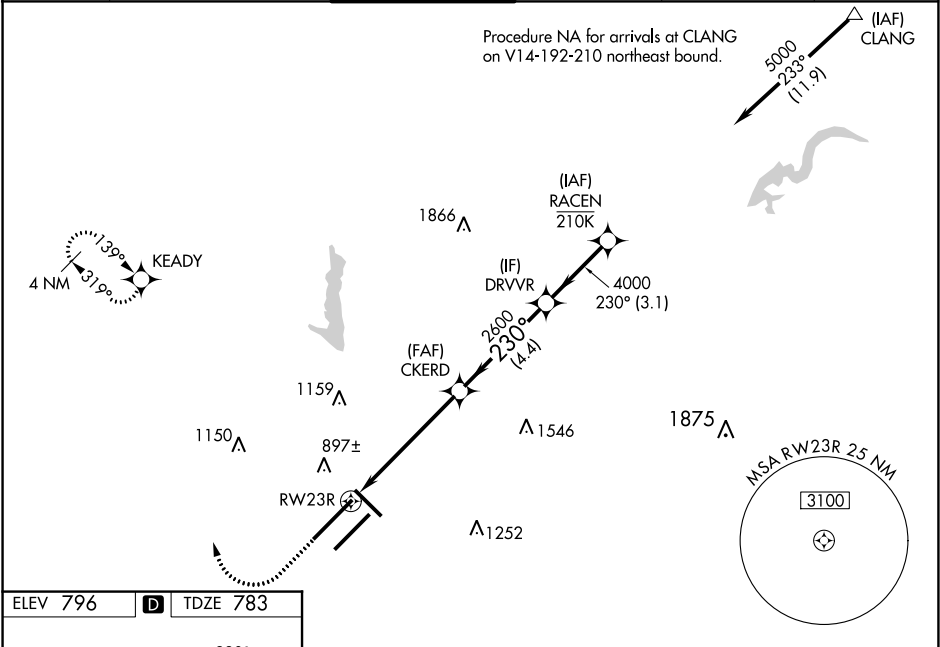 Procedure NA for arrivals at CLANG
on V14-192-210 northeast bound.
(IAF)
CLANG
5000
233°
(11.9)
(IAF)
RACEN
210K
1866
139°
KEADY
4 NM
319°
(IF)
DRVVR
4000
230° (3.1)
2600
230°
(4.4)
(FAF)
CKERD
1159
1546
1875
1150
897±
MSA RW23R 25 NM
3100
RW23R
1252
ELEV 796
D
TDZE 783